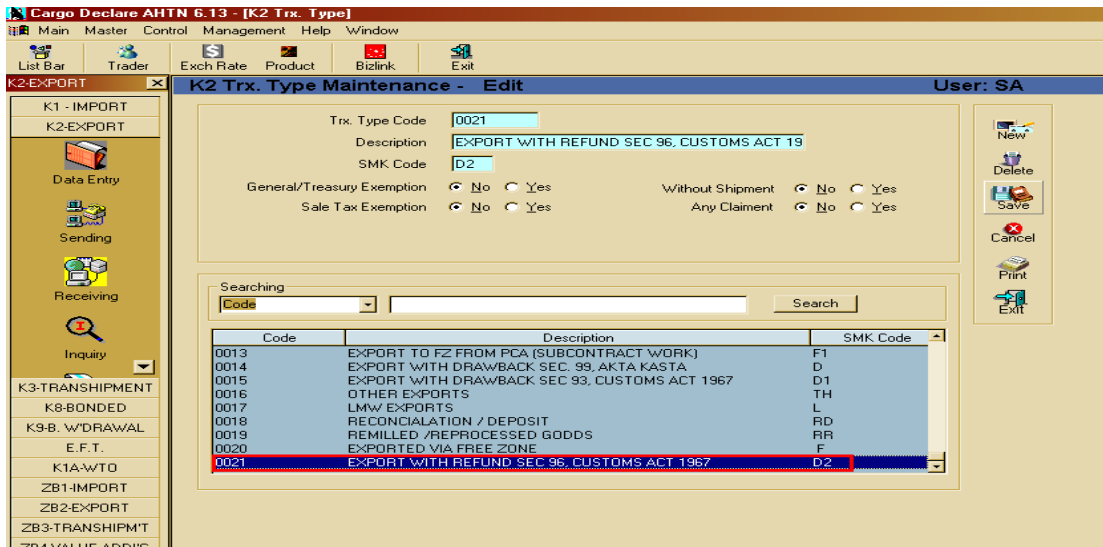 Cargo Declare AHTN 6.13 - [K2 Trx. Type]
Main Master Control Management Help Window
List Bar Trader Exch Rate Product Bizlink Exit
K2-EXPORT
K2 Trx. Type Maintenance - Edit User: SA
K1 - IMPORT
K2-EXPORT
Data Entry
Sending
Receiving
Inquiry
K3-TRANSHIPMENT
K8-BONDED
K9-B. W'DRAWAL
E.F.T.
K1A-WTO
ZB1-IMPORT
ZB2-EXPORT
ZB3-TRANSHIPM'T
ZB4-VALUE ADDI'S
Trx. Type Code 0021
Description EXPORT WITH REFUND SEC 96, CUSTOMS ACT 19
SMK Code D2
General/Treasury Exemption No Yes Without Shipment No Yes
Sale Tax Exemption No Yes Any Claiment No Yes
Searching
Code Search
Code Description SMK Code
0013 EXPORT TO FZ FROM PCA (SUBCONTRACT WORK) F1
0014 EXPORT WITH DRAWBACK SEC. 99, AKTA KASTA D
0015 EXPORT WITH DRAWBACK SEC 93, CUSTOMS ACT 1967 D1
0016 OTHER EXPORTS TH
0017 LMW EXPORTS L
0018 RECONCIALATION / DEPOSIT RD
0019 REMILLED /REPROCESSED GODDS RR
0020 EXPORTED VIA FREE ZONE F
0021 EXPORT WITH REFUND SEC 96, CUSTOMS ACT 1967 D2
New
Delete
Save
Cancel
Print
Exit